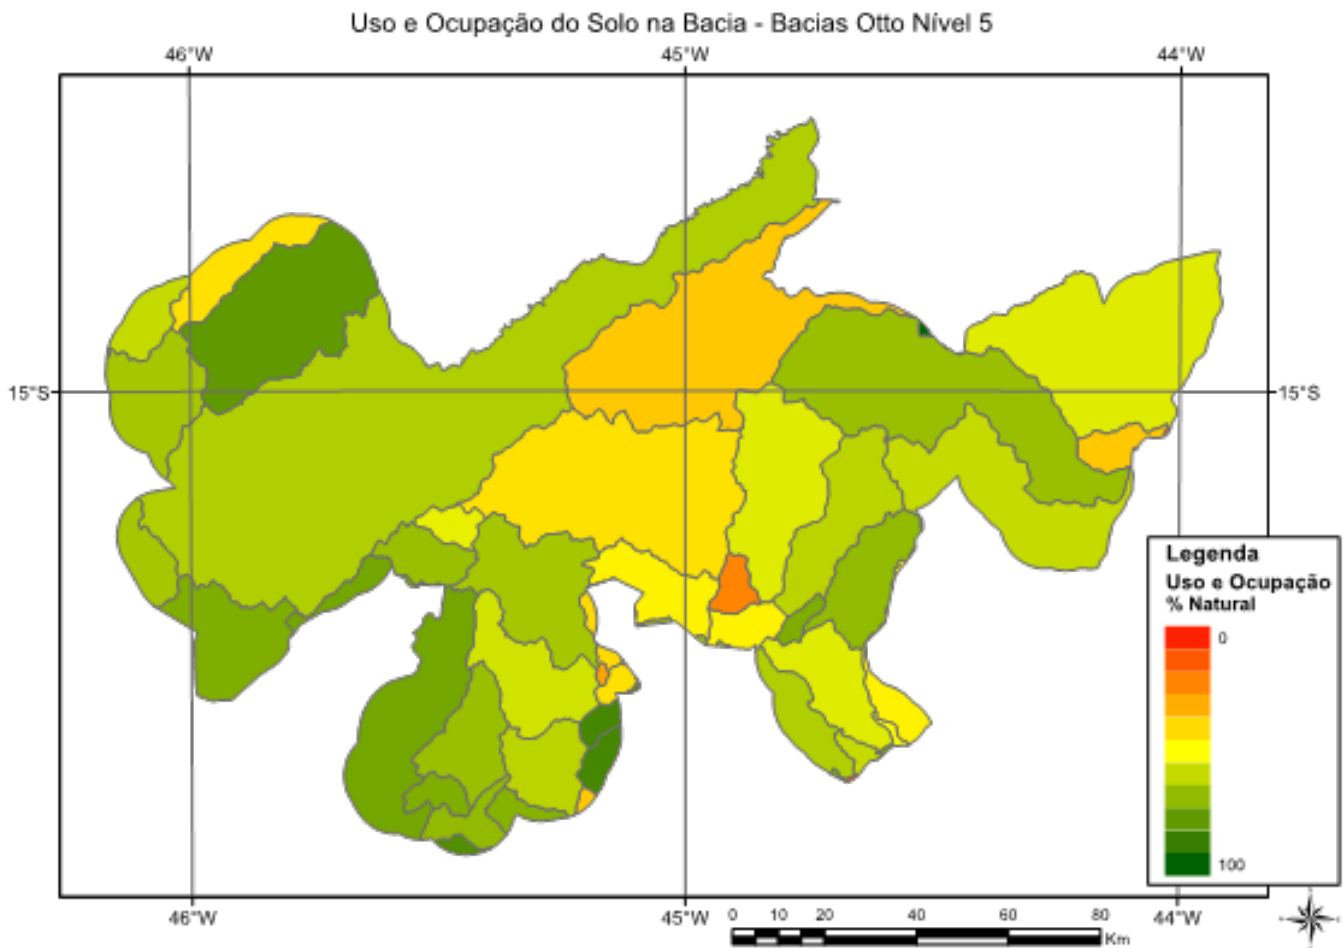 Uso e Ocupação do Solo na Bacia - Bacias Otto Nível 5
46°W 45°W 44°W
15°S 15°S
Legenda
Uso e Ocupação
% Natural
0
100
46°W 45°W 44°W
0 10 20 40 60 80
Km